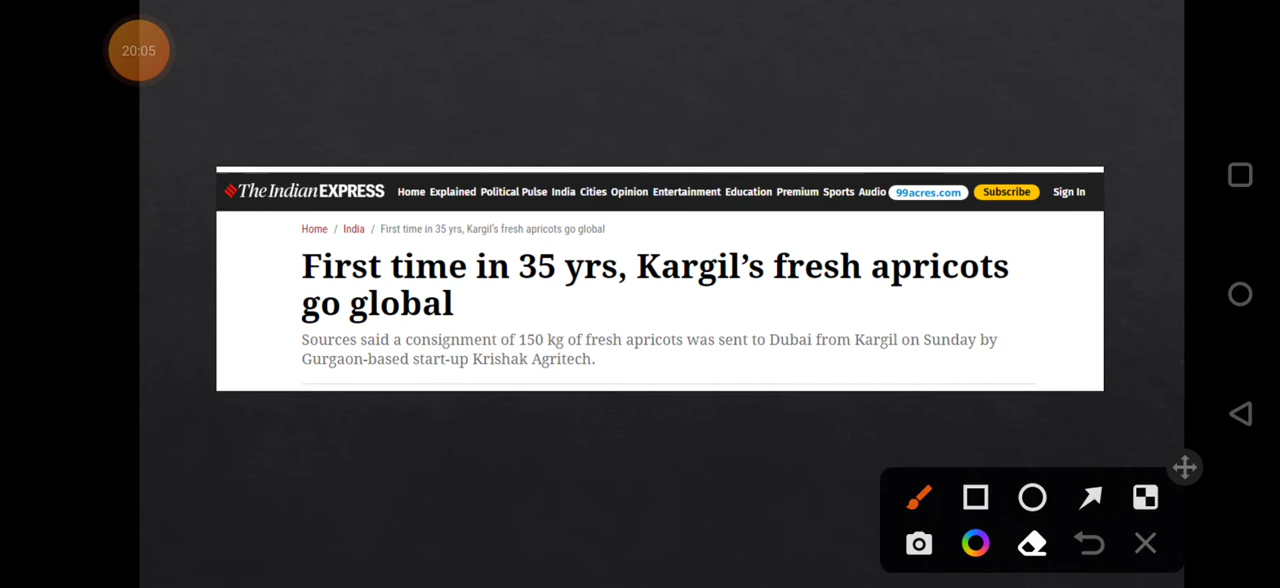 20:05
The Indian EXPRESS Home Explained Political Pulse India Cities Opinion Entertainment Education Premium Sports Audio 99acres.com Subscribe Sign In
Home / India / First time in 35 yrs, Kargil's fresh apricots go global
First time in 35 yrs, Kargil’s fresh apricots
go global
Sources said a consignment of 150 kg of fresh apricots was sent to Dubai from Kargil on Sunday by
Gurgaon-based start-up Krishak Agritech.